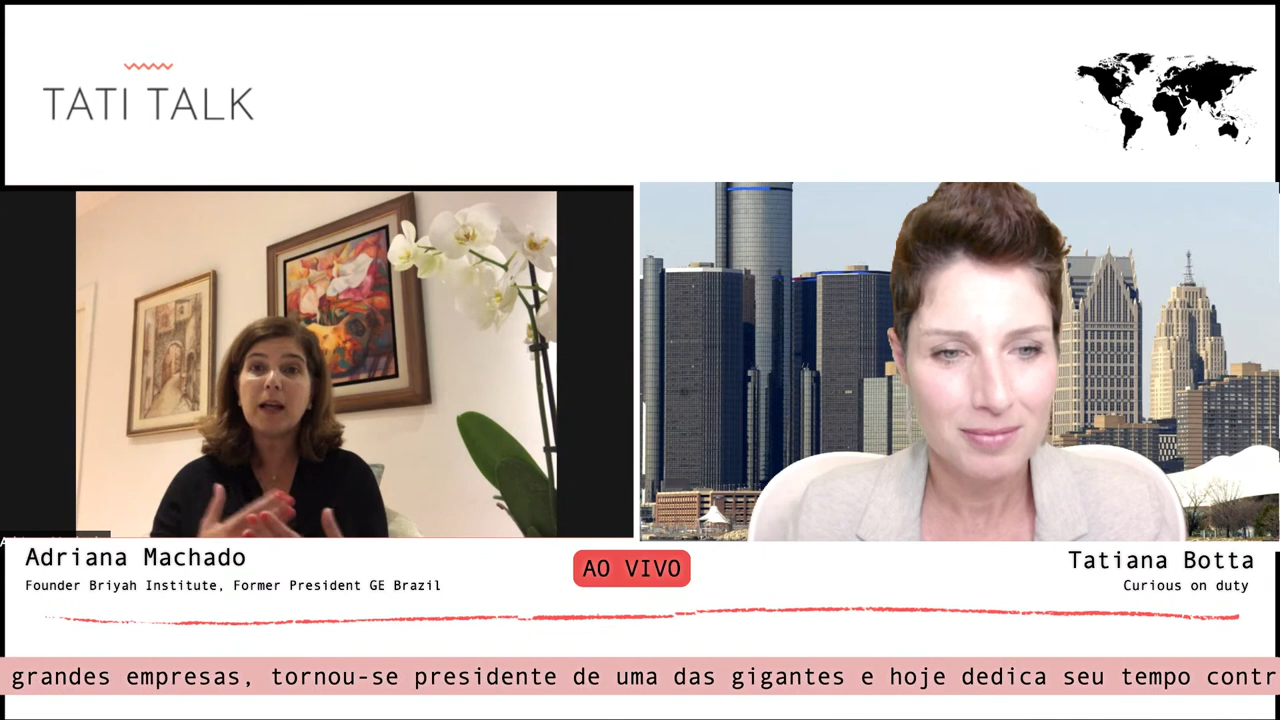 TATI TALK
Adriana Machado
Founder Briyah Institute, Former President GE Brazil
AO VIVO
Tatiana Botta
Curious on duty
grandes empresas, tornou-se presidente de uma das gigantes e hoje dedica seu tempo contr